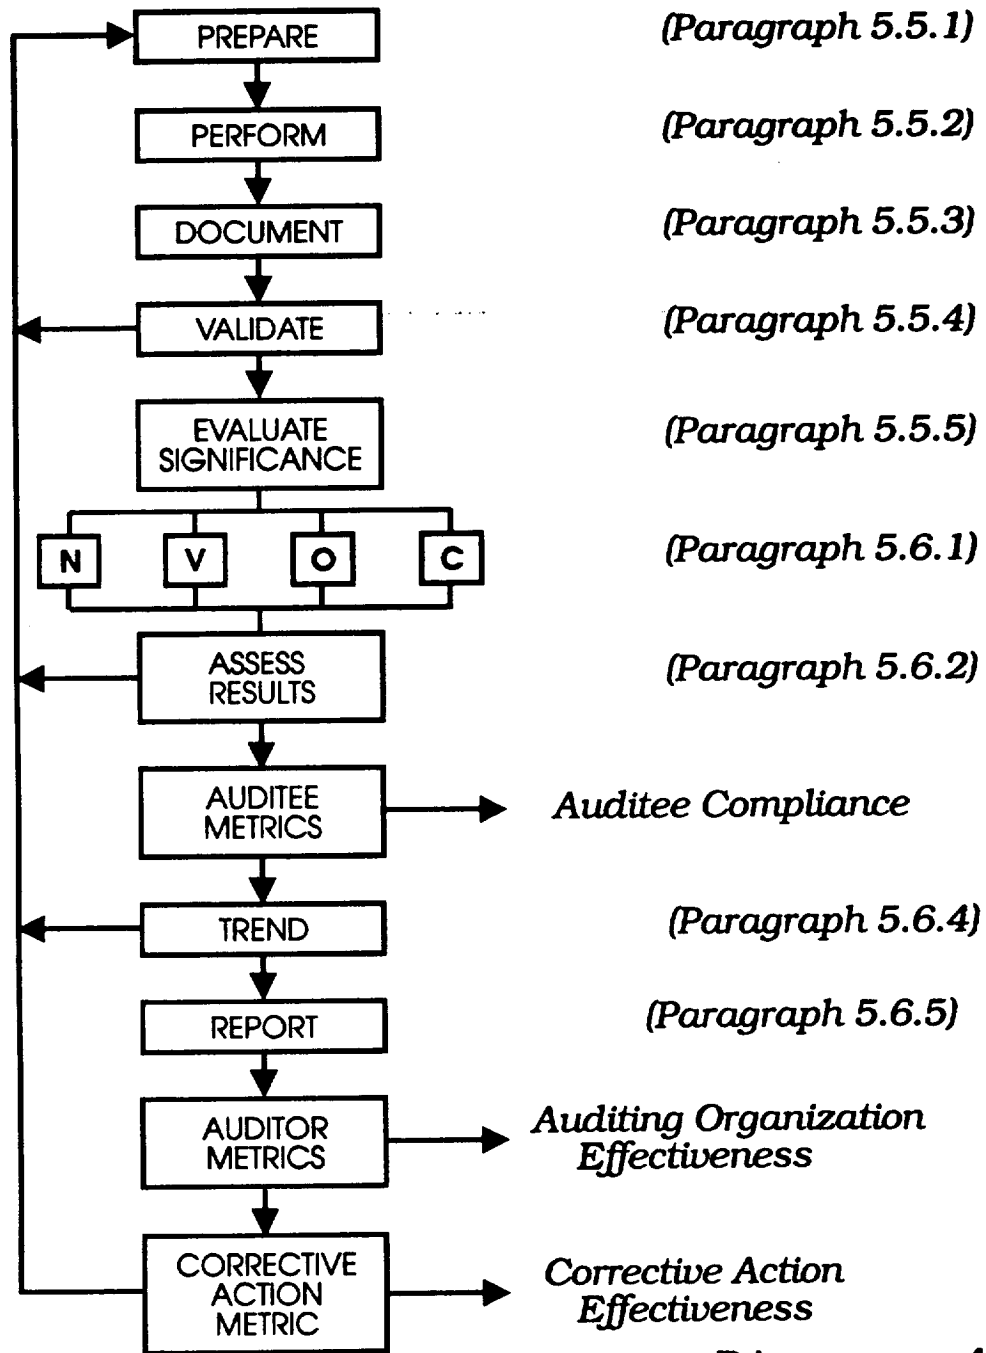 PREPARE (Paragraph 5.5.1)
PERFORM (Paragraph 5.5.2)
DOCUMENT (Paragraph 5.5.3)
VALIDATE (Paragraph 5.5.4)
EVALUATE
SIGNIFICANCE
(Paragraph 5.5.5)
N V O C (Paragraph 5.6.1)
ASSESS
RESULTS
(Paragraph 5.6.2)
AUDITEE
METRICS
Auditee Compliance
TREND (Paragraph 5.6.4)
REPORT (Paragraph 5.6.5)
AUDITOR
METRICS
Auditing Organization
Effectiveness
CORRECTIVE
ACTION
METRIC
Corrective Action
Effectiveness